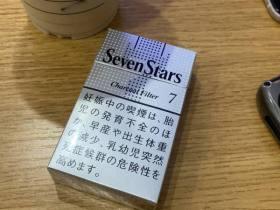 Seven Stars
Charcoal Filter 7
妊娠中の喫煙は、胎
児の発育不全のほ
か、早産や出生体重
の減少、乳幼児突然
死症候群の危険性を
高めます。